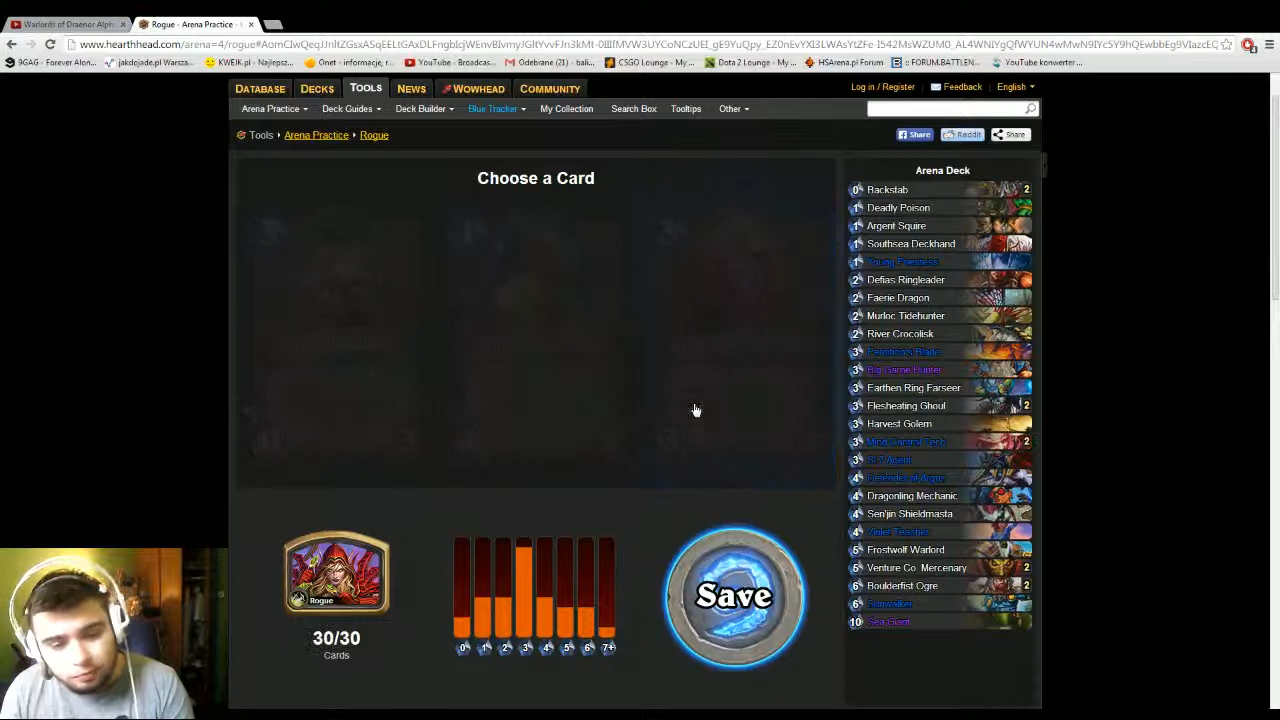 Warlords of Draenor Alph
Rogue - Arena Practice -
www.hearthhead.com/arena=4/rogue
9GAG - Forever Alon...
jakdojade.pl Warsza...
KWEJK.pl - Najlepsz...
Onet - informacje, r...
YouTube - Broadcas...
Odebrane (21) - bali...
CSGO Lounge - My ...
Dota 2 Lounge - My ...
HSArena.pl Forum
:: FORUM.BATTLEN...
YouTube konwerter ...
DATABASE DECKS TOOLS NEWS WOWHEAD COMMUNITY
Log in / Register Feedback English
Arena Practice Deck Guides Deck Builder Blue Tracker My Collection Search Box Tooltips Other
Tools Arena Practice Rogue
Share Reddit Share
Choose a Card
Arena Deck
0 Backstab 2
1 Deadly Poison
1 Argent Squire
1 Southsea Deckhand
1 Young Priestess
2 Defias Ringleader
2 Faerie Dragon
2 Murloc Tidehunter
2 River Crocolisk
3 Perdition's Blade
3 Big Game Hunter
3 Earthen Ring Farseer
3 Flesheating Ghoul 2
3 Harvest Golem
3 Mind Control Tech 2
3 SI:7 Agent
4 Defender of Argus
4 Dragonling Mechanic
4 Sen'jin Shieldmasta
4 Violet Teacher
5 Frostwolf Warlord
5 Venture Co. Mercenary 2
6 Boulderfist Ogre 2
6 Sunwalker
10 Sea Giant
Rogue
30/30
Cards
0 1 2 3 4 5 6 7+
Save